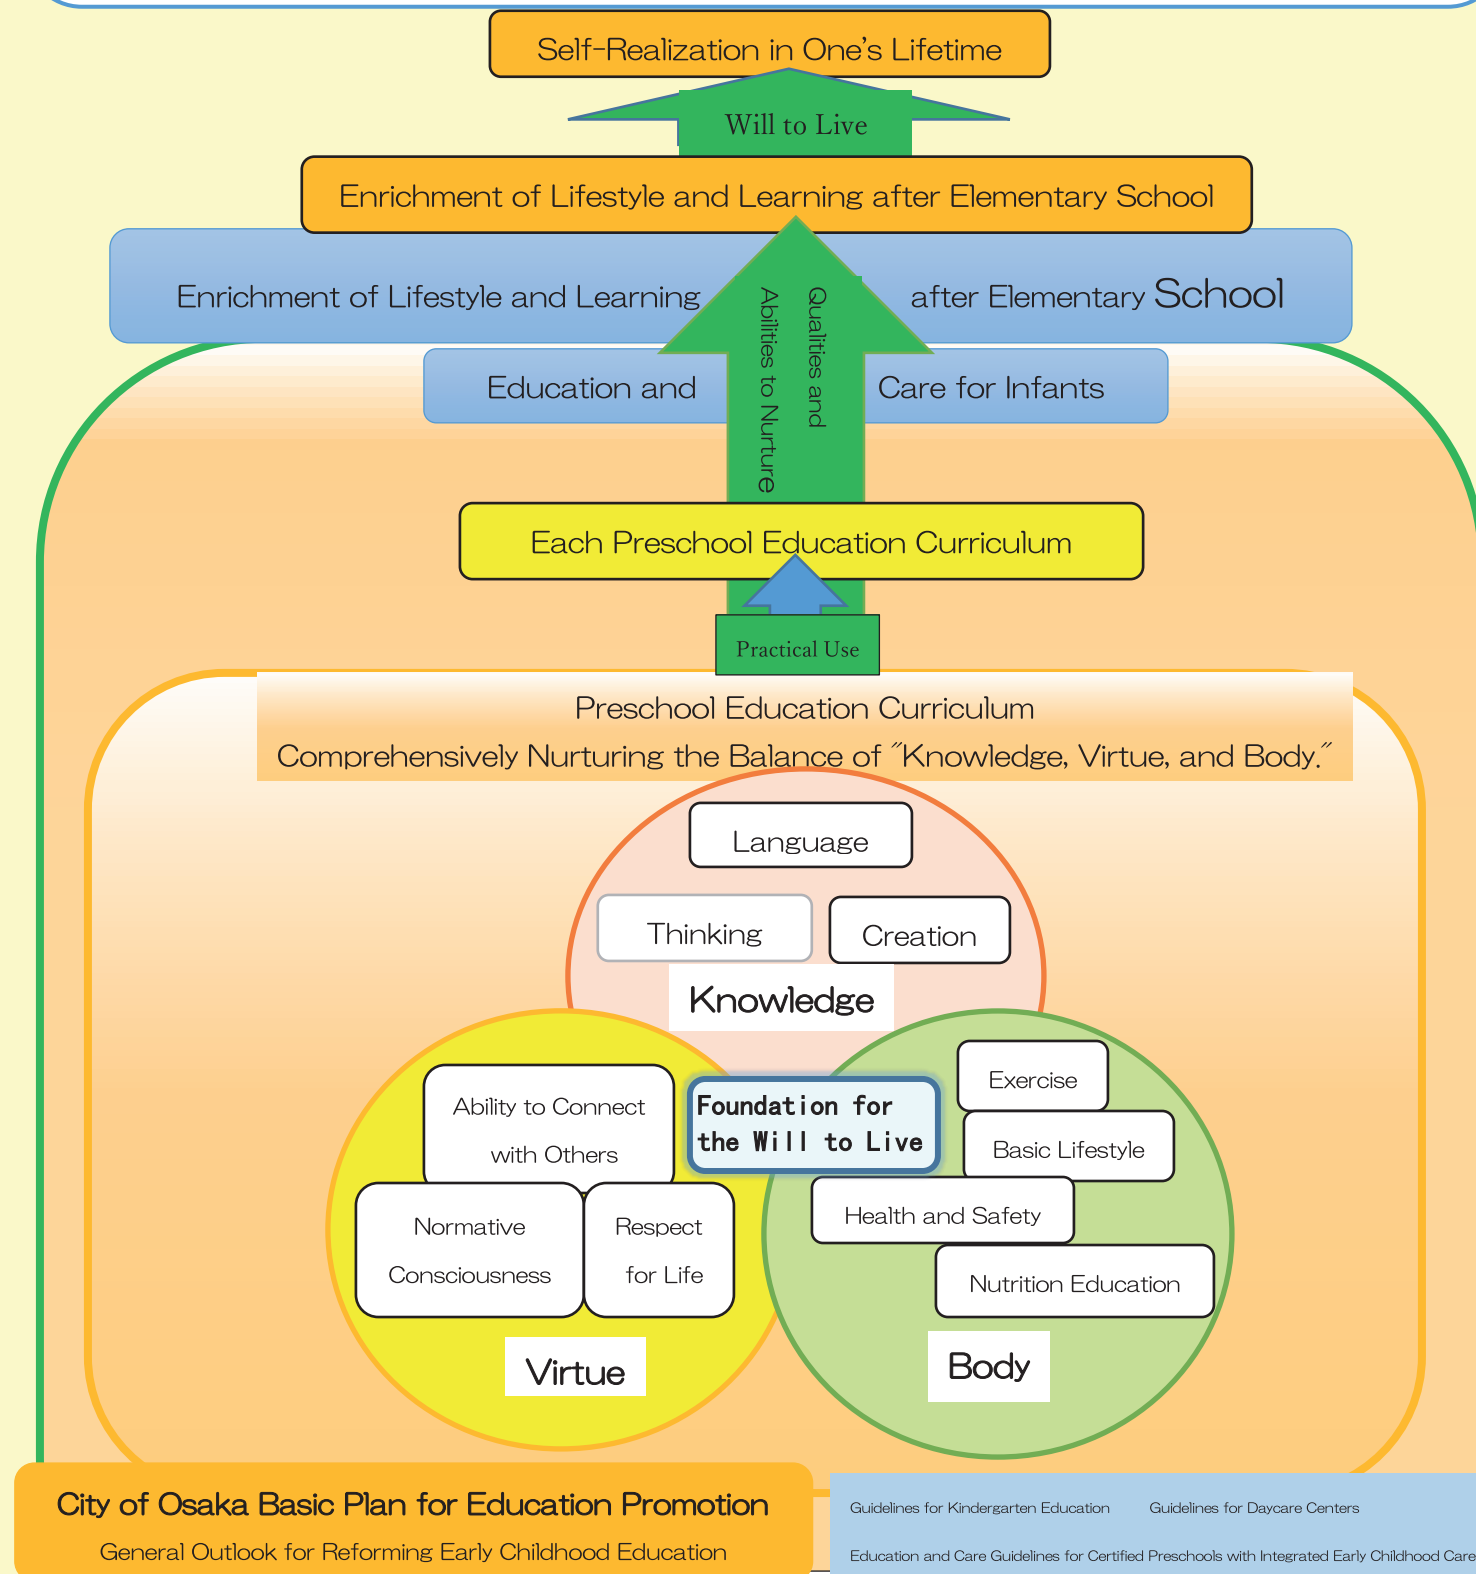 Self-Realization in One's Lifetime
Will to Live
Enrichment of Lifestyle and Learning after Elementary School
Enrichment of Lifestyle and Learning after Elementary School
Qualities and
Abilities to Nurture
Education and Care for Infants
Each Preschool Education Curriculum
Practical Use
Preschool Education Curriculum
Comprehensively Nurturing the Balance of "Knowledge, Virtue, and Body."
Language
Thinking
Creation
Knowledge
Foundation for
the Will to Live
Ability to Connect
with Others
Normative
Consciousness
Respect
for Life
Virtue
Exercise
Basic Lifestyle
Health and Safety
Nutrition Education
Body
City of Osaka Basic Plan for Education Promotion
General Outlook for Reforming Early Childhood Education
Guidelines for Kindergarten Education
Guidelines for Daycare Centers
Education and Care Guidelines for Certified Preschools with Integrated Early Childhood Care